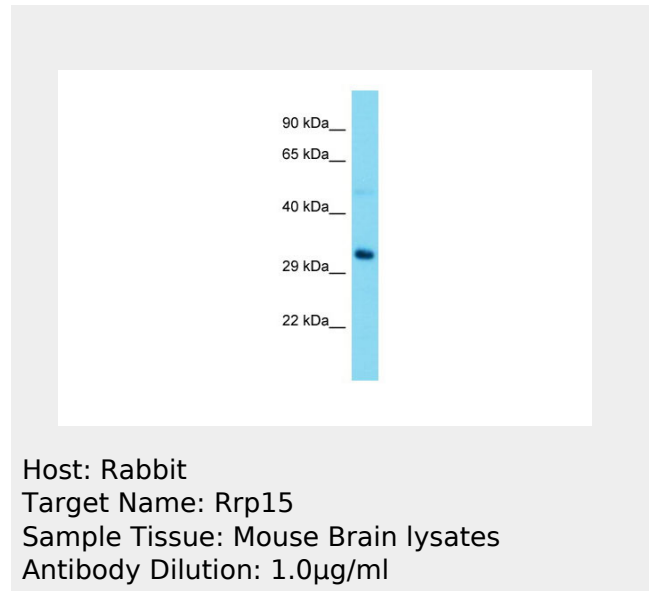 90 kDa__
65 kDa__
40 kDa__
29 kDa__
22 kDa__
Host: Rabbit
Target Name: Rrp15
Sample Tissue: Mouse Brain lysates
Antibody Dilution: 1.0µg/ml